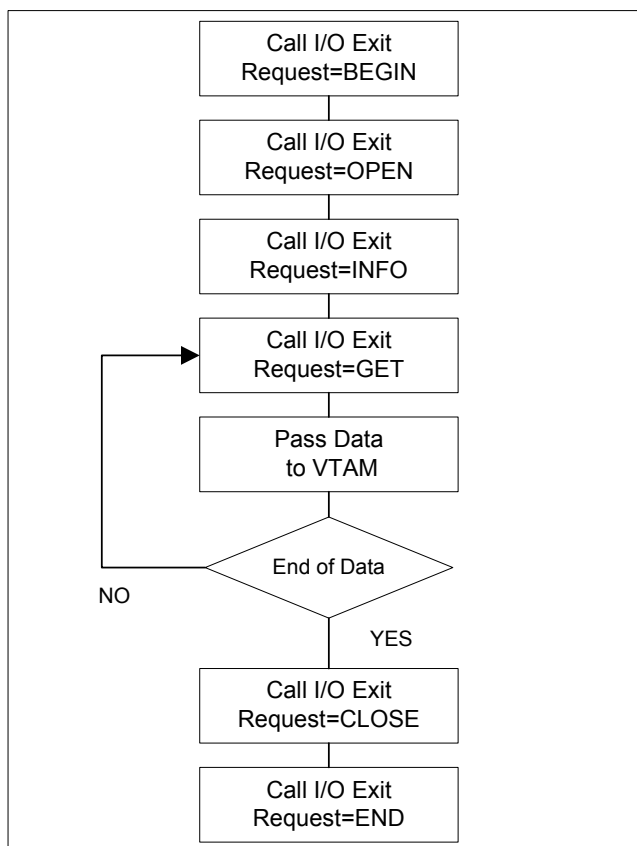 Call I/O Exit
Request=BEGIN
Call I/O Exit
Request=OPEN
Call I/O Exit
Request=INFO
Call I/O Exit
Request=GET
Pass Data
to VTAM
End of Data
NO
YES
Call I/O Exit
Request=CLOSE
Call I/O Exit
Request=END